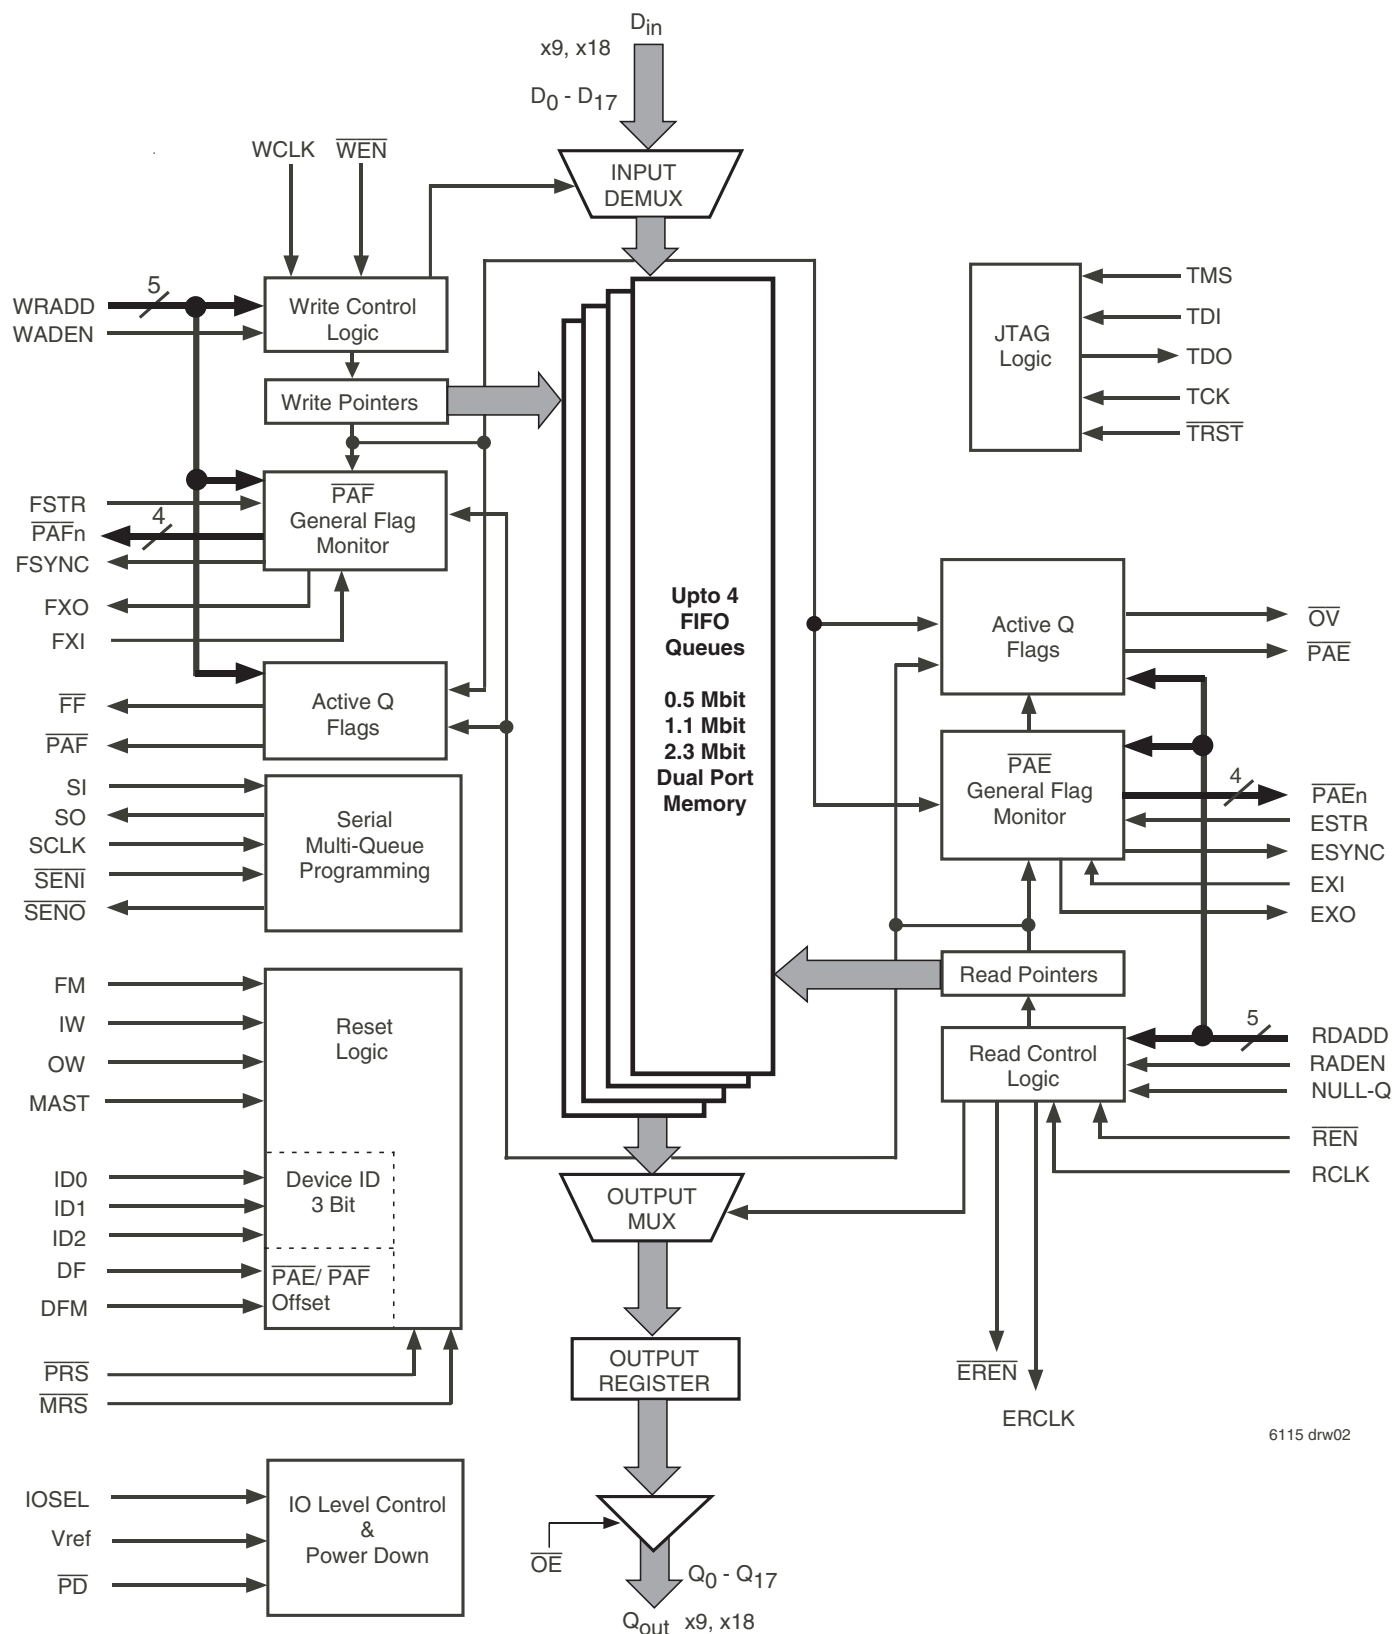 Din
x9, x18
D0 - D17
INPUT
DEMUX
WCLK
WEN
WRADD
5
WADEN
Write Control
Logic
Write Pointers
FSTR
PAFn
4
FSYNC
FXO
FXI
PAF
General Flag
Monitor
FF
PAF
Active Q
Flags
SI
SO
SCLK
SENI
SENO
Serial
Multi-Queue
Programming
FM
IW
OW
MAST
Reset
Logic
ID0
ID1
ID2
Device ID
3 Bit
DF
DFM
PAE/ PAF
Offset
PRS
MRS
IOSEL
Vref
PD
IO Level Control
&
Power Down
Upto 4
FIFO
Queues
0.5 Mbit
1.1 Mbit
2.3 Mbit
Dual Port
Memory
OUTPUT
MUX
OUTPUT
REGISTER
OE
Q0 - Q17
Qout x9, x18
JTAG
Logic
TMS
TDI
TDO
TCK
TRST
Active Q
Flags
OV
PAE
PAE
General Flag
Monitor
4
PAEn
ESTR
ESYNC
EXI
EXO
Read Pointers
Read Control
Logic
5
RDADD
RADEN
NULL-Q
REN
RCLK
EREN
ERCLK
6115 drw02